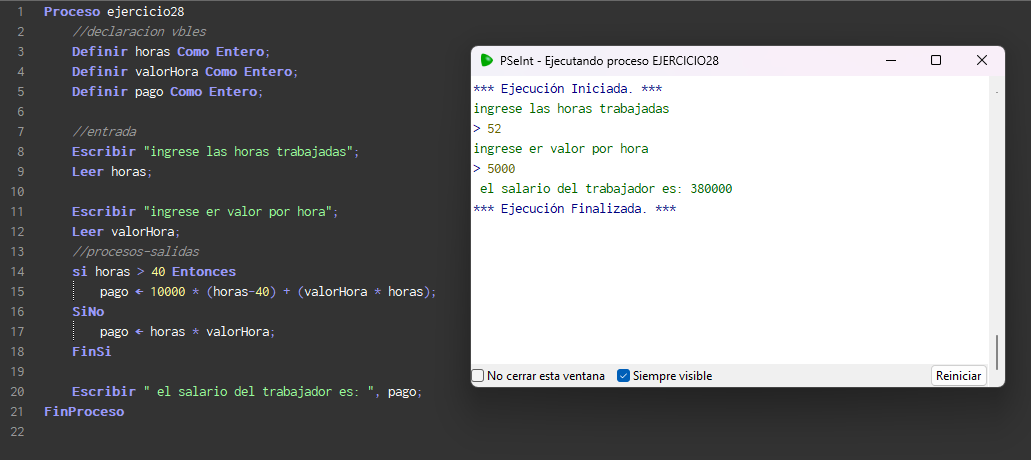 1 Proceso ejercicio28
2 //declaracion vbles
3 Definir horas Como Entero;
4 Definir valorHora Como Entero;
5 Definir pago Como Entero;
6
7 //entrada
8 Escribir "ingrese las horas trabajadas";
9 Leer horas;
10
11 Escribir "ingrese er valor por hora";
12 Leer valorHora;
13 //procesos-salidas
14 si horas > 40 Entonces
15 pago ← 10000 * (horas-40) + (valorHora * horas);
16 SiNo
17 pago ← horas * valorHora;
18 FinSi
19
20 Escribir " el salario del trabajador es: ", pago;
21 FinProceso
22
PSeInt - Ejecutando proceso EJERCICIO28
*** Ejecución Iniciada. ***
ingrese las horas trabajadas
> 52
ingrese er valor por hora
> 5000
el salario del trabajador es: 380000
*** Ejecución Finalizada. ***
No cerrar esta ventana Siempre visible Reiniciar